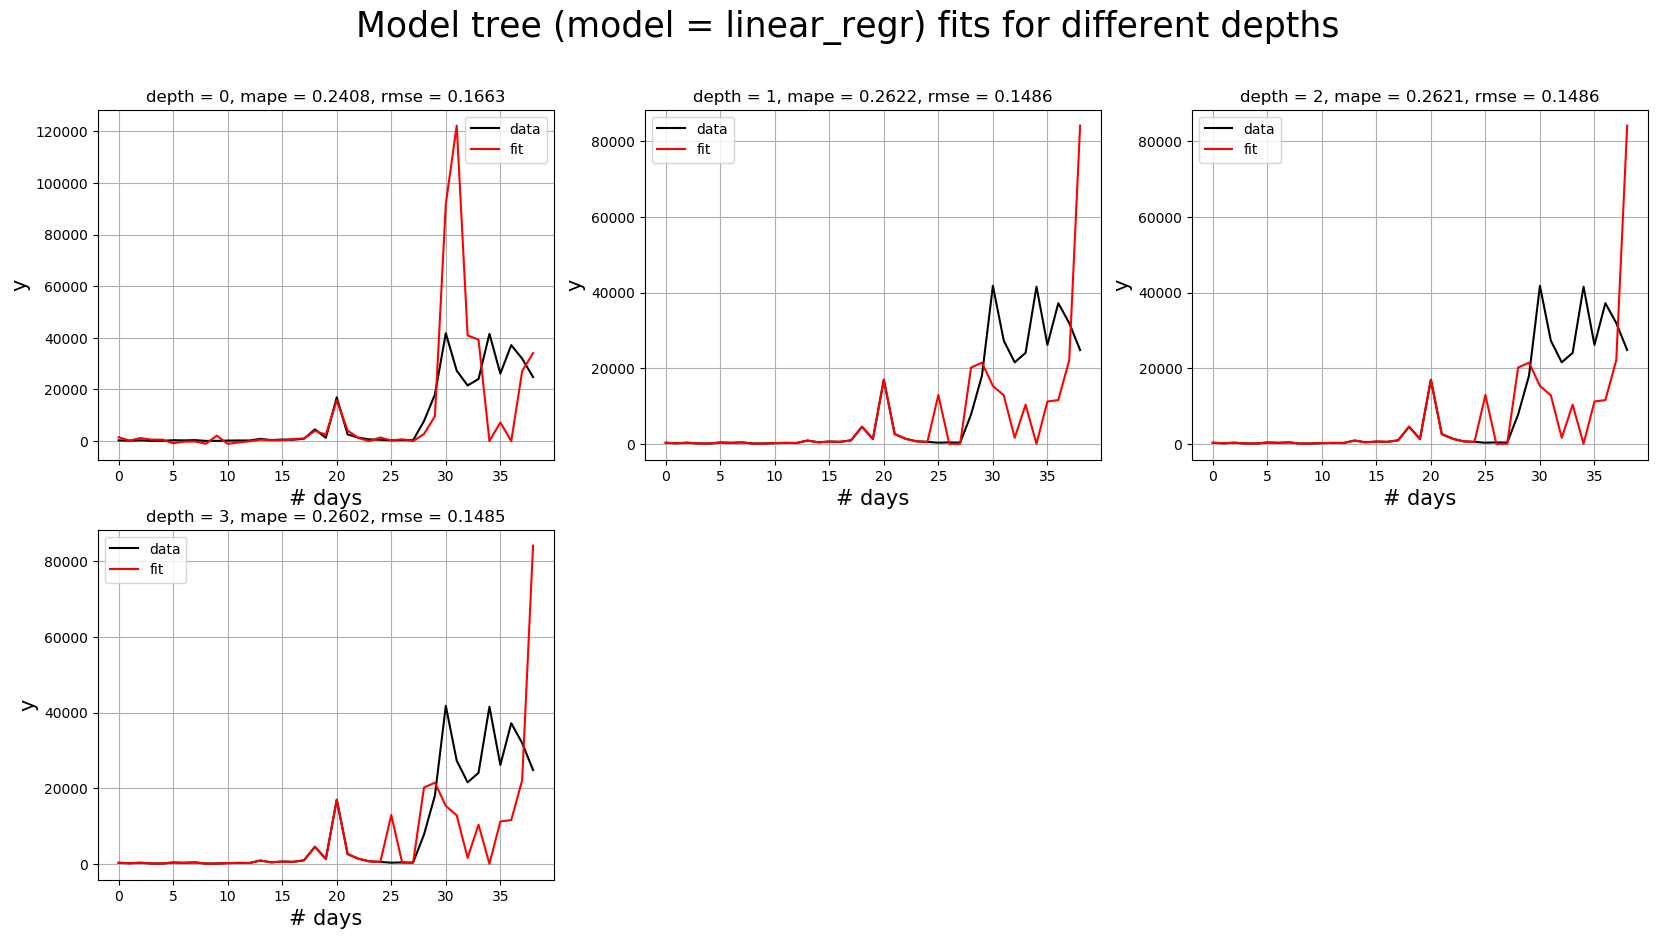 Model tree (model = linear_regr) fits for different depths
depth = 0, mape = 0.2408, rmse = 0.1663
120000
100000
80000
60000
40000
20000
0
y
data
fit
0 5 10 15 20 25 30 35
# days
depth = 1, mape = 0.2622, rmse = 0.1486
80000
60000
40000
20000
0
y
data
fit
0 5 10 15 20 25 30 35
# days
depth = 2, mape = 0.2621, rmse = 0.1486
80000
60000
40000
20000
0
y
data
fit
0 5 10 15 20 25 30 35
# days
depth = 3, mape = 0.2602, rmse = 0.1485
80000
60000
40000
20000
0
y
data
fit
0 5 10 15 20 25 30 35
# days